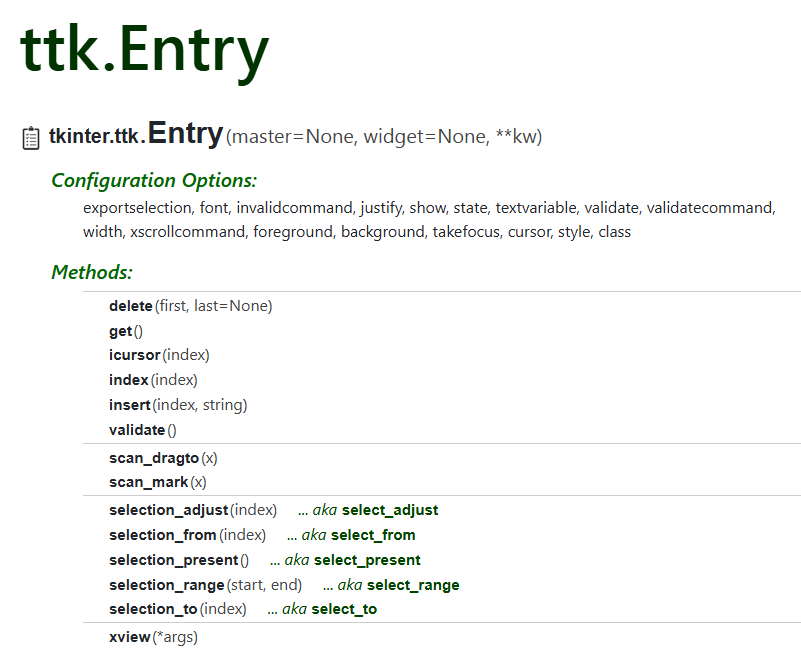 ttk.Entry
tkinter.ttk.Entry(master=None, widget=None, **kw)
Configuration Options:
exportselection, font, invalidcommand, justify, show, state, textvariable, validate, validatecommand,
width, xscrollcommand, foreground, background, takefocus, cursor, style, class
Methods:
delete(first, last=None)
get()
icursor(index)
index(index)
insert(index, string)
validate()
scan_dragto(x)
scan_mark(x)
selection_adjust(index) ... aka select_adjust
selection_from(index) ... aka select_from
selection_present() ... aka select_present
selection_range(start, end) ... aka select_range
selection_to(index) ... aka select_to
xview(*args)